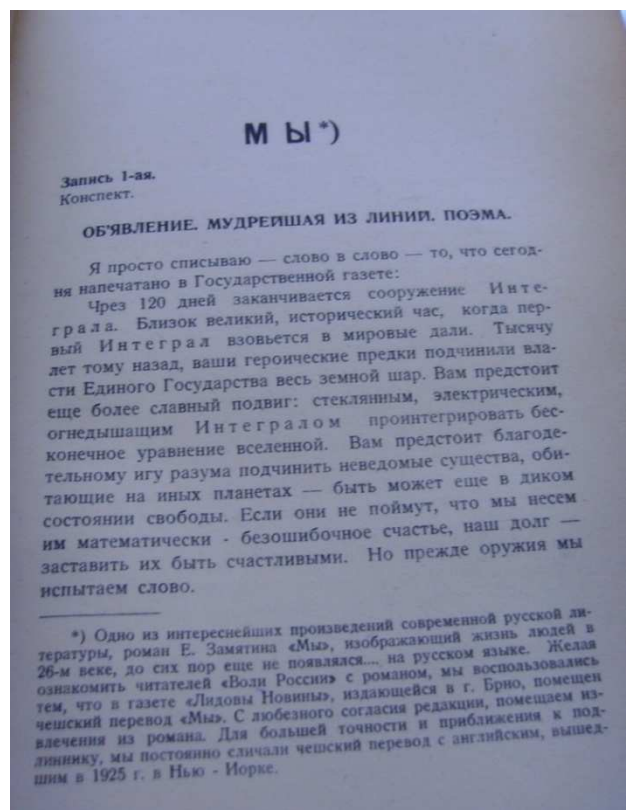 МЫ*)
Запись 1-ая.
Конспект.
ОБ'ЯВЛЕНИЕ. МУДРЕЙШАЯ ИЗ ЛИНИЙ. ПОЭМА.
Я просто списываю — слово в слово — то, что сегод-
ня напечатано в Государственной газете:
Чрез 120 дней заканчивается сооружение Инте-
грала. Близок великий, исторический час, когда пер-
вый Интеграл взовьется в мировые дали. Тысячу
лет тому назад, ваши героические предки подчинили вла-
сти Единого Государства весь земной шар. Вам предстоит
еще более славный подвиг: стеклянным, электрическим,
огнедышащим Интегралом проинтегрировать бес-
конечное уравнение вселенной. Вам предстоит благоде-
тельному игу разума подчинить неведомые существа, оби-
тающие на иных планетах — быть может еще в диком
состоянии свободы. Если они не поймут, что мы несем
им математически - безошибочное счастье, наш долг —
заставить их быть счастливыми. Но прежде оружия мы
испытаем слово.
*) Одно из интереснейших произведений современной русской ли-
тературы, роман Е. Замятина «Мы», изображающий жизнь людей в
26-м веке, до сих пор еще не появлялся.... на русском языке. Желая
ознакомить читателей «Воли России» с романом, мы воспользовались
тем, что в газете «Лидовы Новины», издающейся в г. Брно, помещен
чешский перевод «Мы». С любезного согласия редакции, помещаем из-
влечения из романа. Для большей точности и приближения к под-
линнику, мы постоянно сличали чешский перевод с английским, вышед-
шим в 1925 г. в Нью - Иорке.